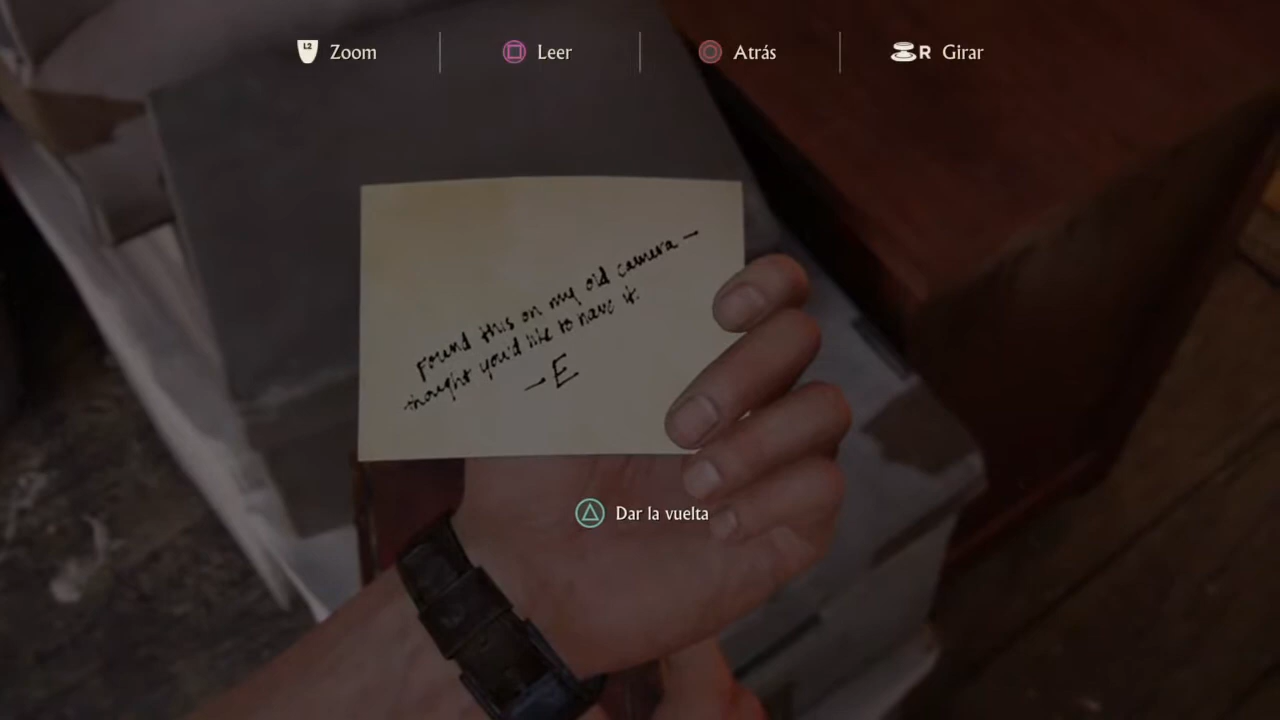 L2 Zoom
Leer
Atrás
R Girar
Found this on my old camera –
thought you'd like to have it.
– E
Dar la vuelta